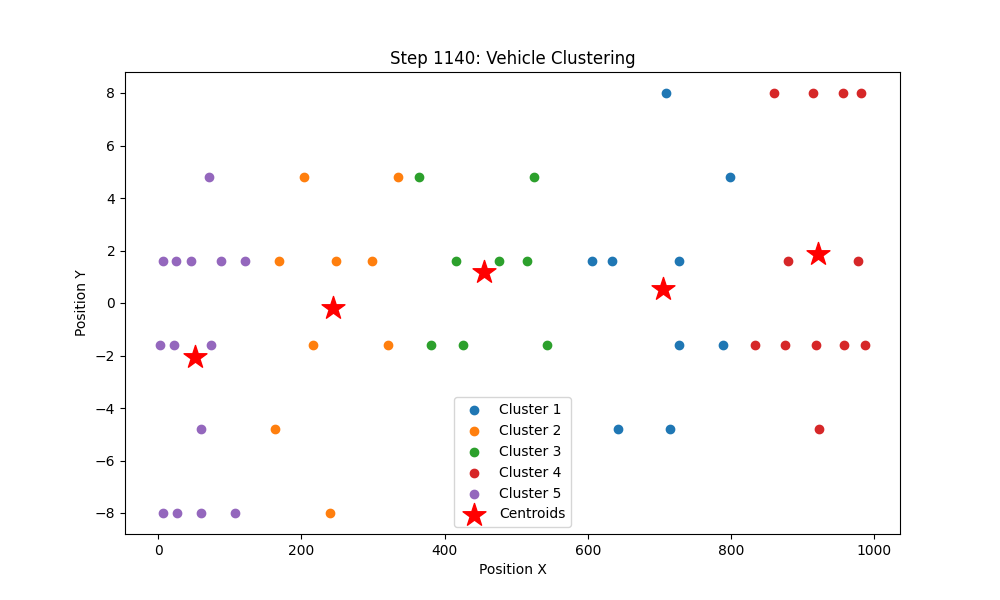 Step 1140: Vehicle Clustering
Position Y
8
6
4
2
0
−2
−4
−6
−8
Cluster 1
Cluster 2
Cluster 3
Cluster 4
Cluster 5
Centroids
0 200 400 600 800 1000
Position X